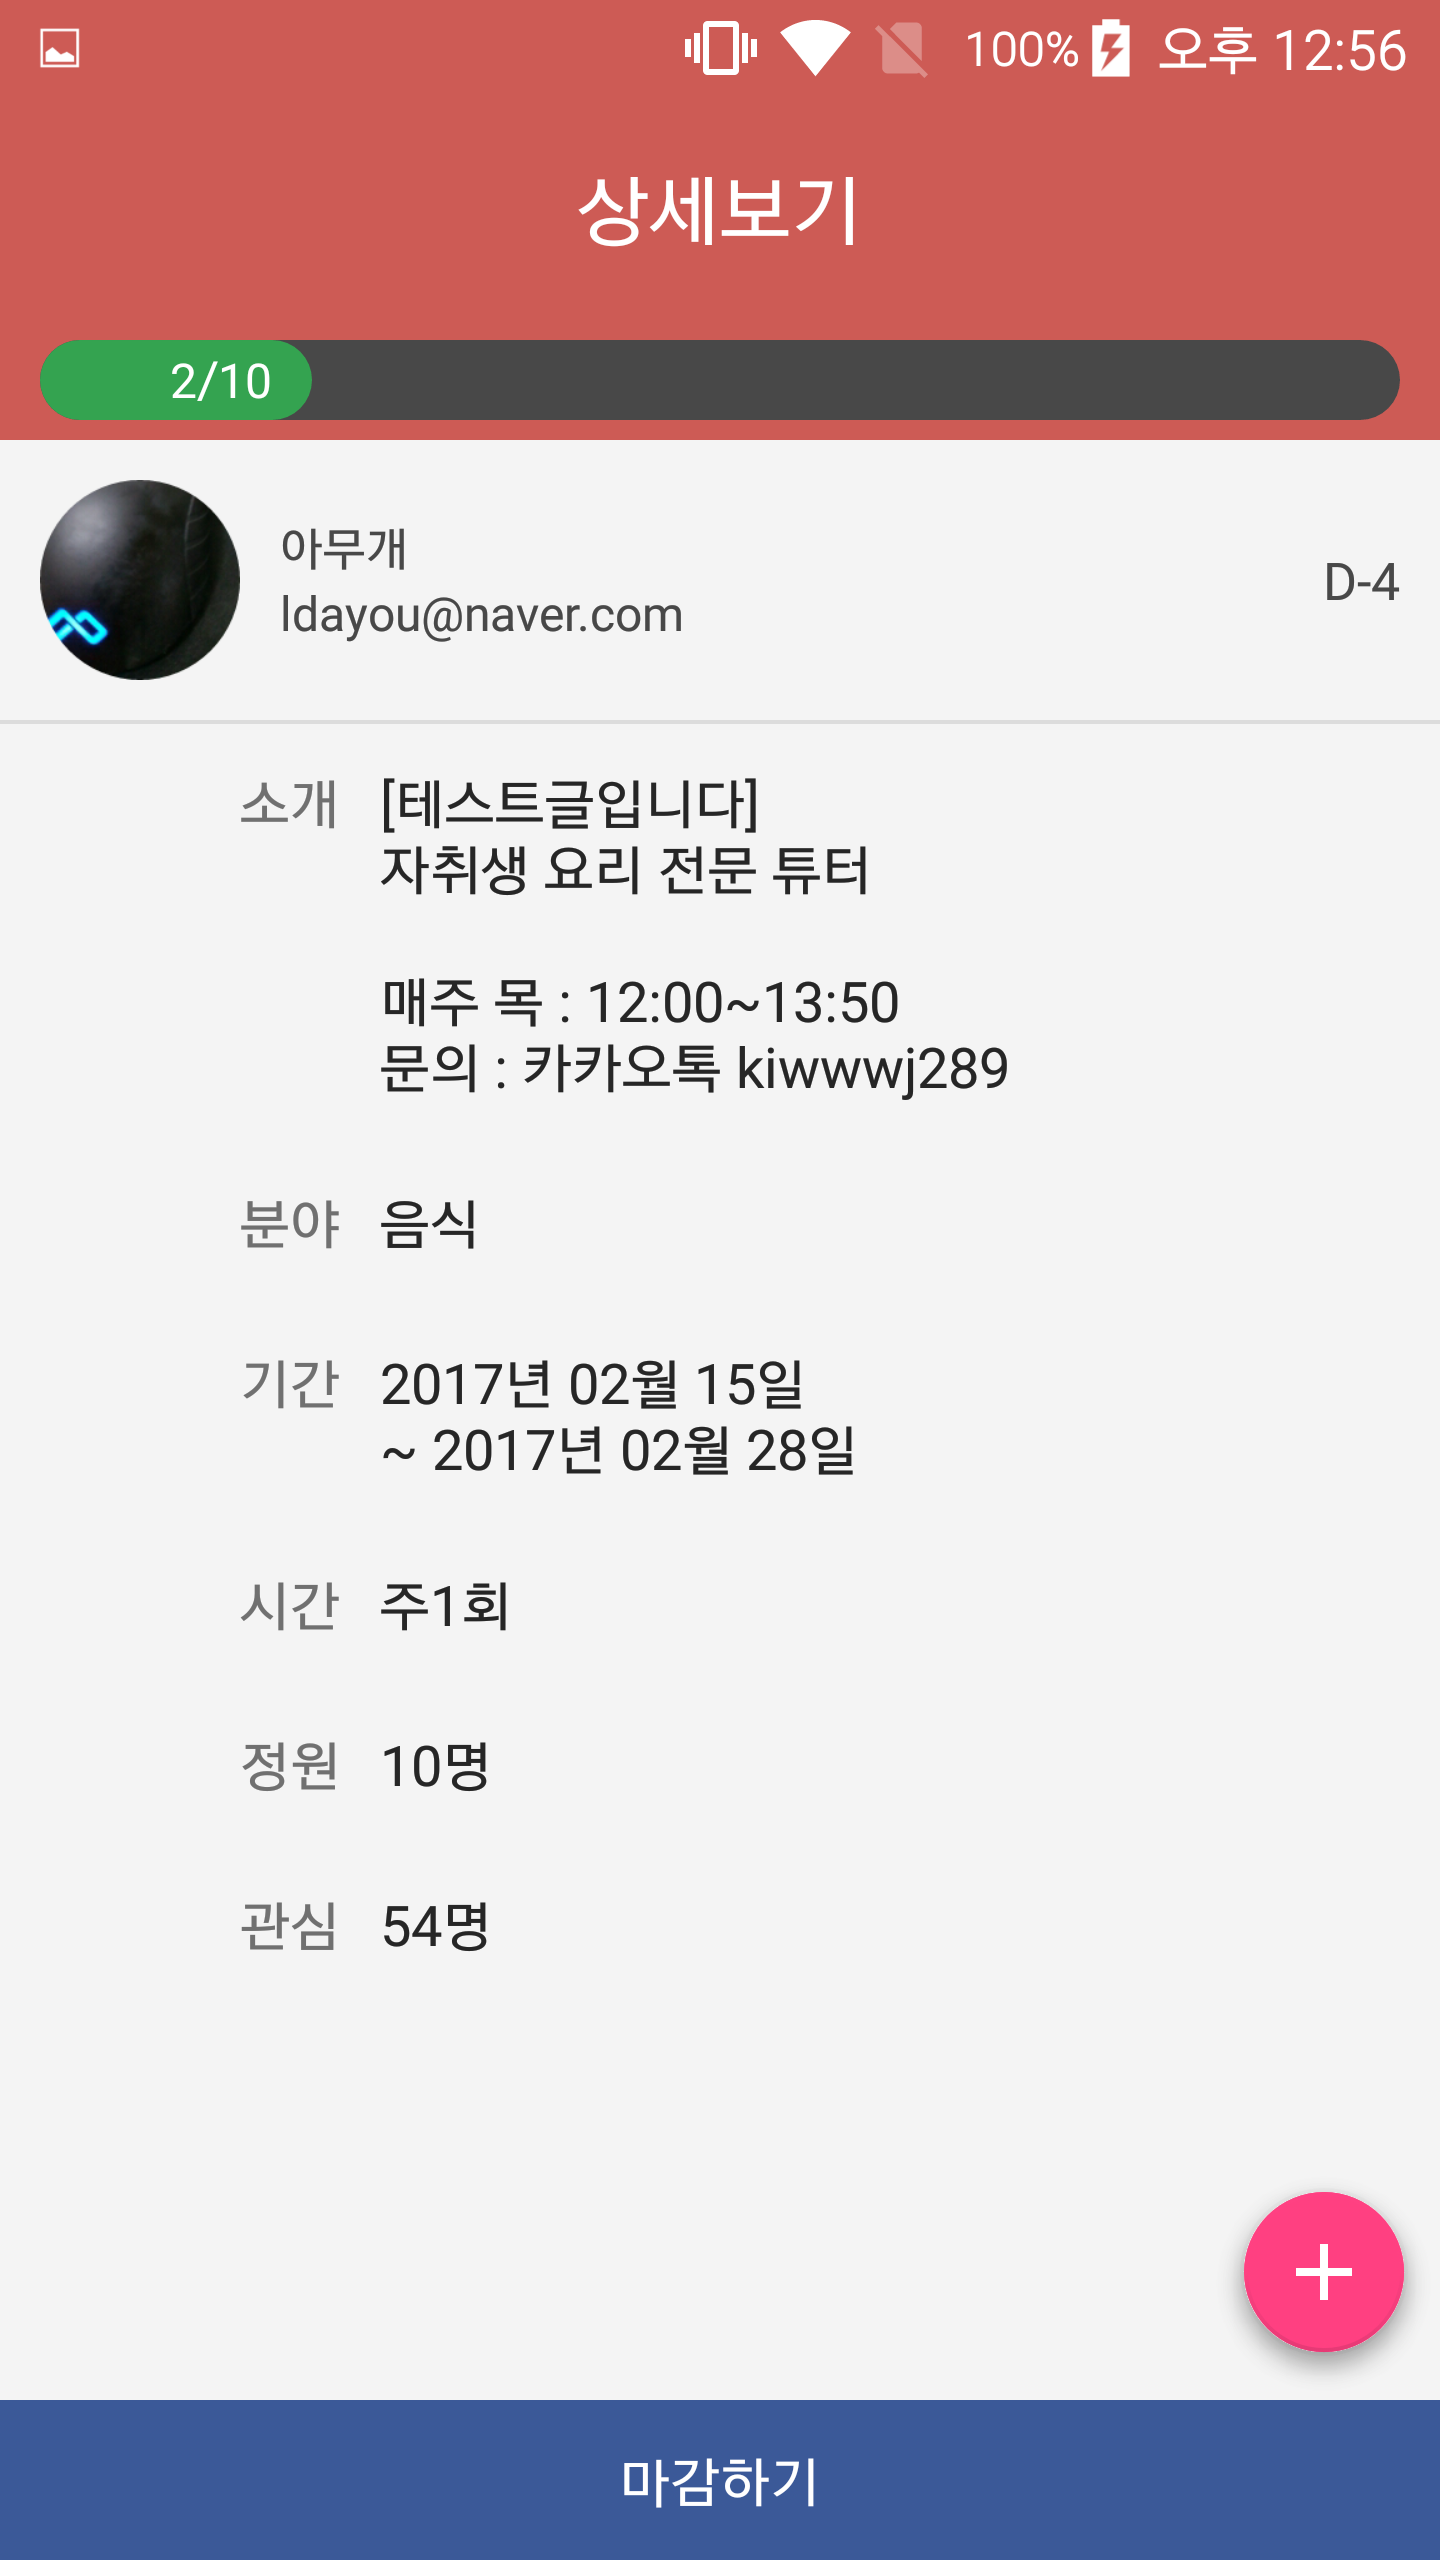 100% 오후 12:56
상세보기
2/10
아무개
ldayou@naver.com
D-4
소개 [테스트글입니다]
자취생 요리 전문 튜터
매주 목 : 12:00~13:50
문의 : 카카오톡 kiwwwj289
분야 음식
기간 2017년 02월 15일
~ 2017년 02월 28일
시간 주1회
정원 10명
관심 54명
마감하기